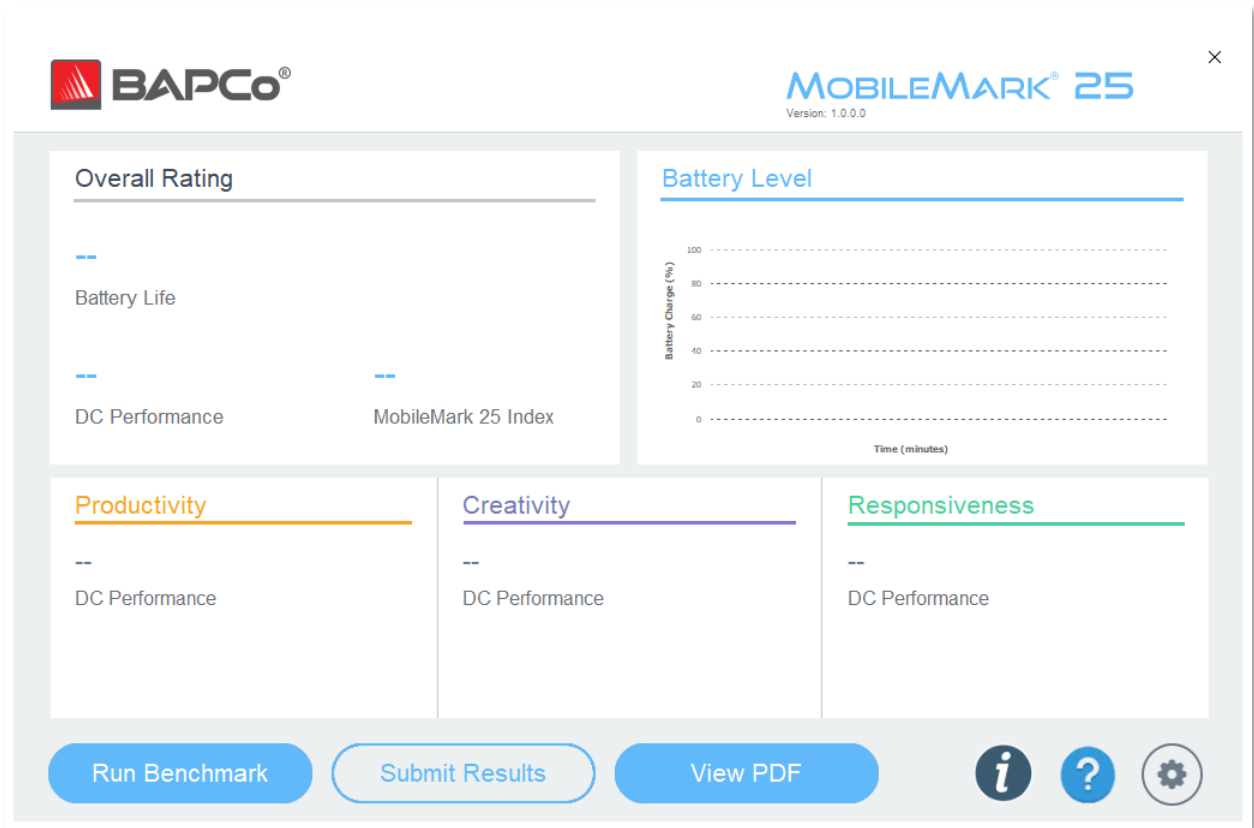 BAPCo®
MOBILEMARK® 25
Version: 1.0.0.0
Overall Rating
--
Battery Life
--
DC Performance
--
MobileMark 25 Index
Battery Level
Battery Charge (%)
100
80
60
40
20
0
Time (minutes)
Productivity
--
DC Performance
Creativity
--
DC Performance
Responsiveness
--
DC Performance
Run Benchmark
Submit Results
View PDF
i
?